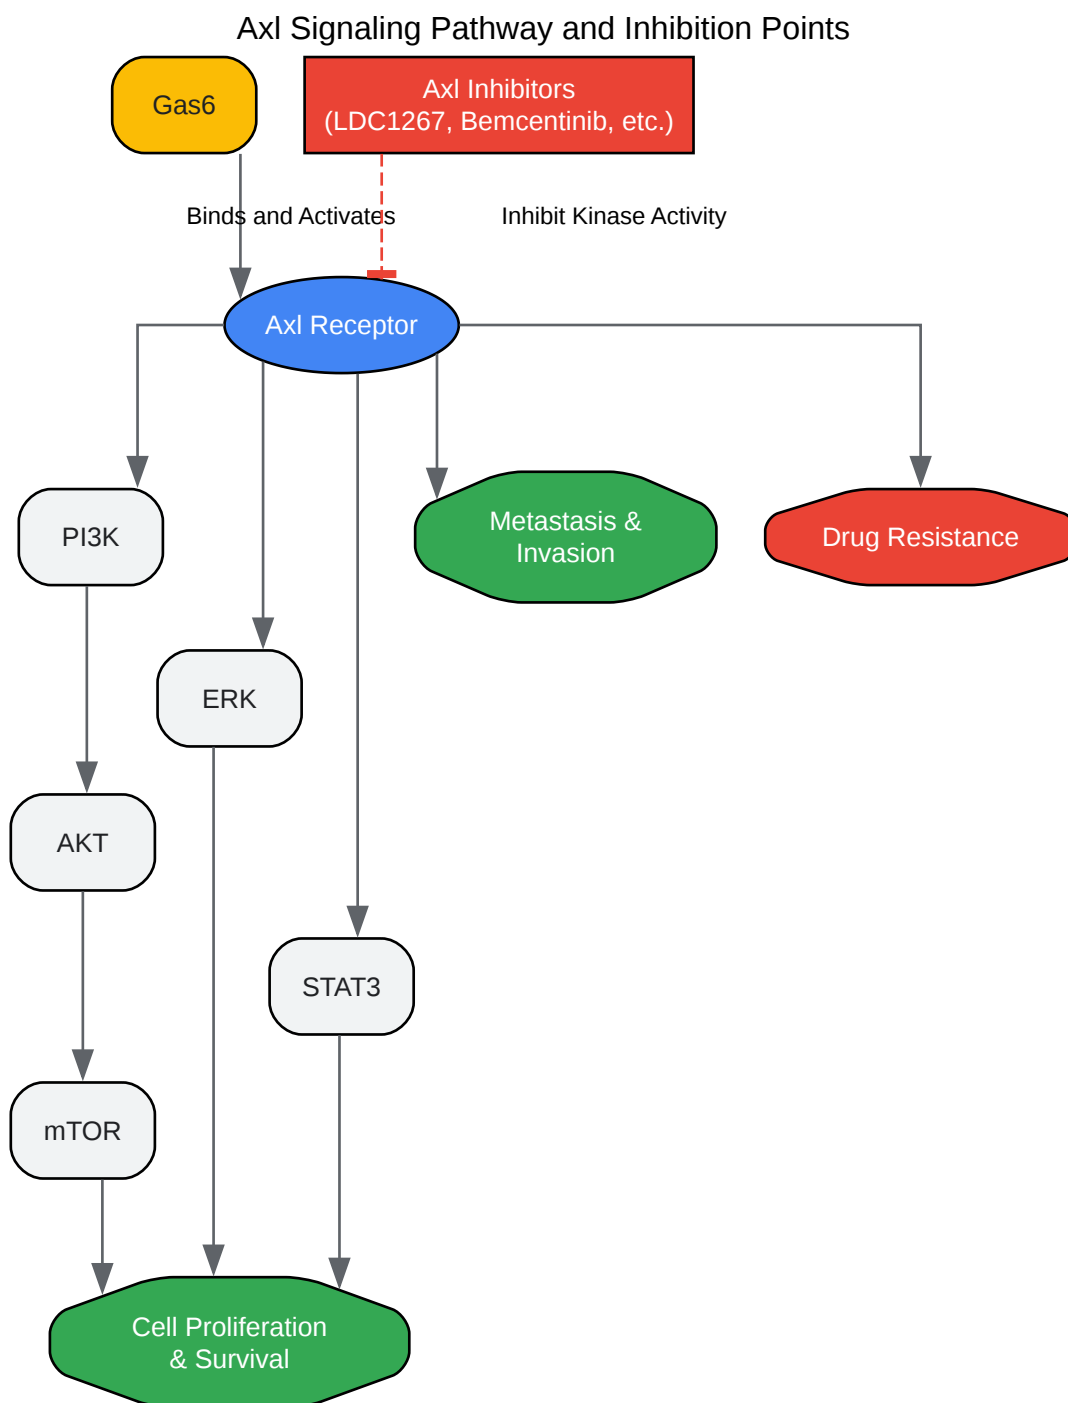 Axl Signaling Pathway and Inhibition Points
Gas6
Axl Inhibitors
(LDC1267, Bemcentinib, etc.)
Binds and Activates
Inhibit Kinase Activity
Axl Receptor
Metastasis &
Invasion
PI3K
Drug Resistance
ERK
AKT
STAT3
mTOR
Cell Proliferation
& Survival